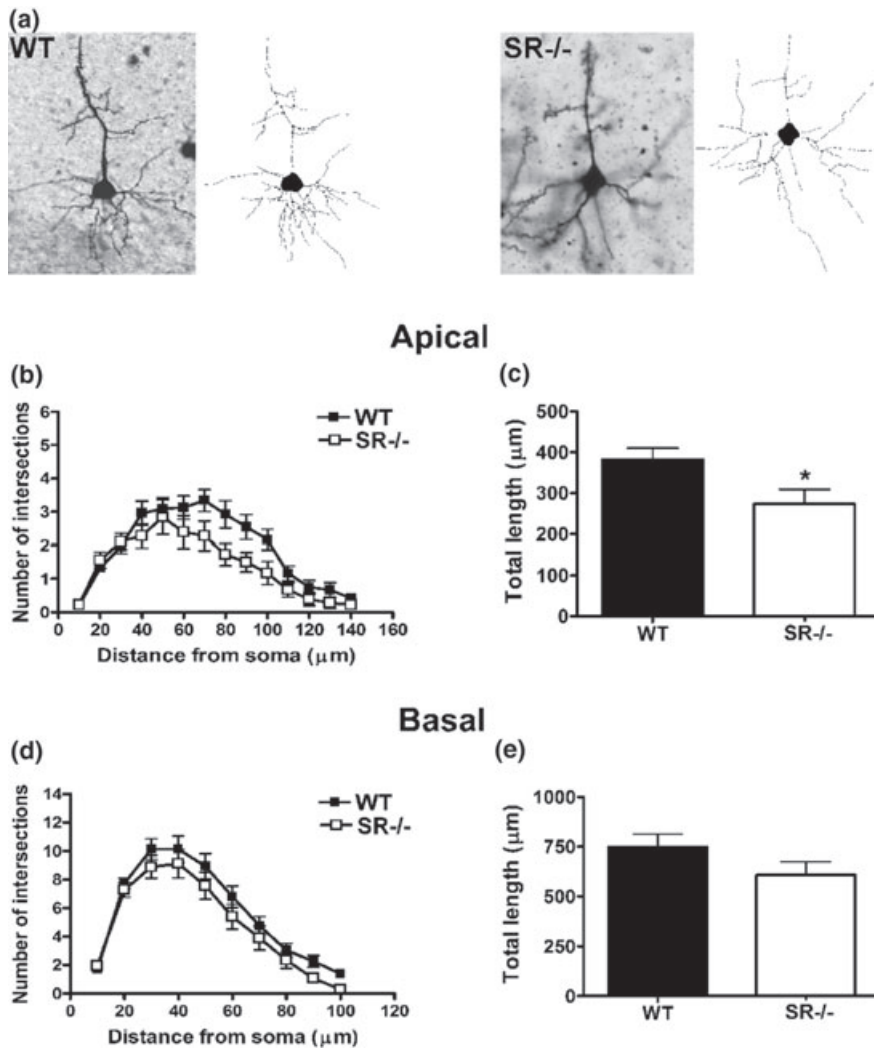 (a)
WT
SR-/-
Apical
(b)
Number of intersections
6
5
4
3
2
1
0
0 20 40 60 80 100 120 140 160
Distance from soma (μm)
WT
SR-/-
(c)
Total length (μm)
500
400
300
200
100
0
*
WT SR-/-
Basal
(d)
Number of intersections
14
12
10
8
6
4
2
0
0 20 40 60 80 100 120
Distance from soma (μm)
WT
SR-/-
(e)
Total length (μm)
1000
750
500
250
0
WT SR-/-